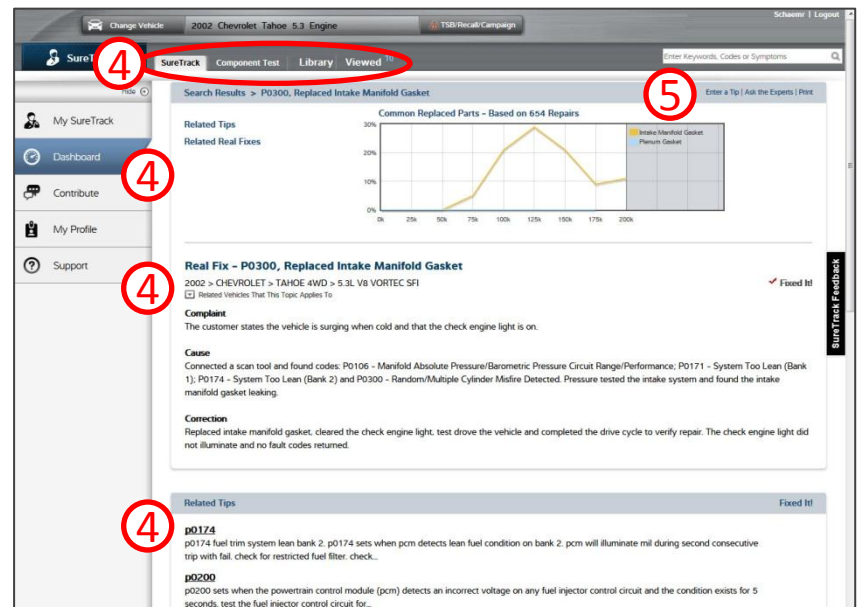 Schaemr | Logout
Change Vehicle 2002 Chevrolet Tahoe 5.3 Engine TSB/Recall/Campaign
SureTr
4
SureTrack Component Test Library Viewed 10
Enter Keywords, Codes or Symptoms
Hide
Search Results > P0300, Replaced Intake Manifold Gasket
5
Enter a Tip | Ask the Experts | Print
My SureTrack
Dashboard
4
Contribute
My Profile
Support
Related Tips
Related Real Fixes
Common Replaced Parts - Based on 654 Repairs
30%
20%
10%
0%
0k 25k 50k 75k 100k 125k 150k 175k 200k
Intake Manifold Gasket
Plenum Gasket
4
Real Fix - P0300, Replaced Intake Manifold Gasket
2002 > CHEVROLET > TAHOE 4WD > 5.3L V8 VORTEC SFI
Fixed It!
Related Vehicles That This Topic Applies To
SureTrack Feedback
Complaint
The customer states the vehicle is surging when cold and that the check engine light is on.
Cause
Connected a scan tool and found codes: P0106 - Manifold Absolute Pressure/Barometric Pressure Circuit Range/Performance; P0171 - System Too Lean (Bank
1); P0174 - System Too Lean (Bank 2) and P0300 - Random/Multiple Cylinder Misfire Detected. Pressure tested the intake system and found the intake
manifold gasket leaking.
Correction
Replaced intake manifold gasket, cleared the check engine light, test drove the vehicle and completed the drive cycle to verify repair. The check engine light did
not illuminate and no fault codes returned.
Related Tips Fixed It!
4
p0174
p0174 fuel trim system lean bank 2. p0174 sets when pcm detects lean fuel condition on bank 2. pcm will illuminate mil during second consecutive
trip with fail. check for restricted fuel filter. check...
p0200
p0200 sets when the powertrain control module (pcm) detects an incorrect voltage on any fuel injector control circuit and the condition exists for 5
seconds. test the fuel injector control circuit for...